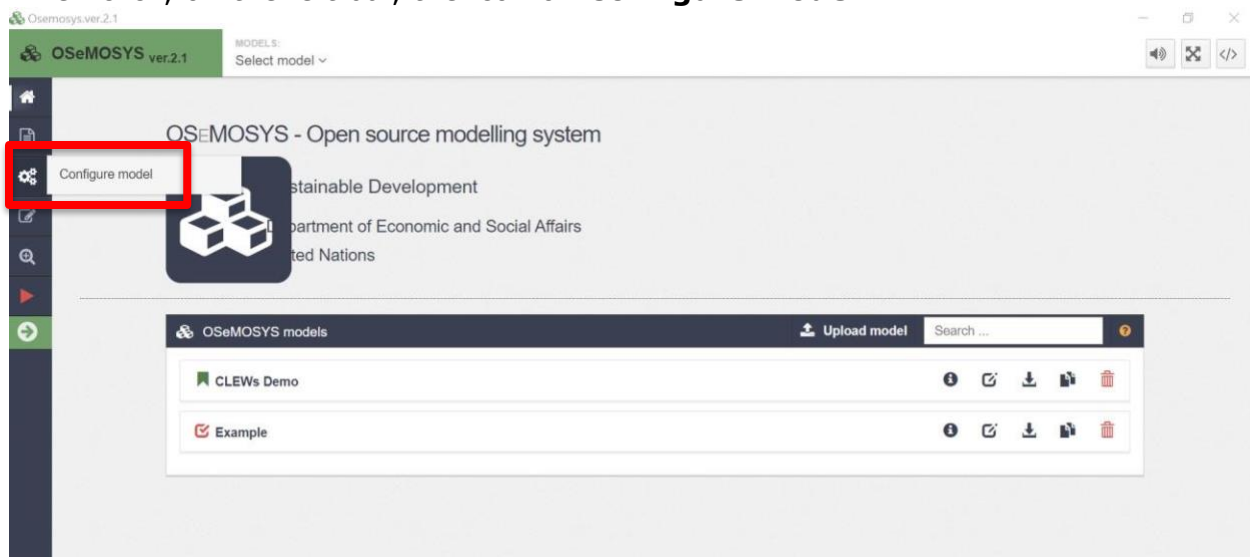 Osemosys.ver.2.1
OSeMOSYS ver.2.1
MODELS:
Select model
OSEMOSYS - Open source modelling system
Configure model
stainable Development
partment of Economic and Social Affairs
ted Nations
OSeMOSYS models
Upload model
Search ...
CLEWs Demo
Example